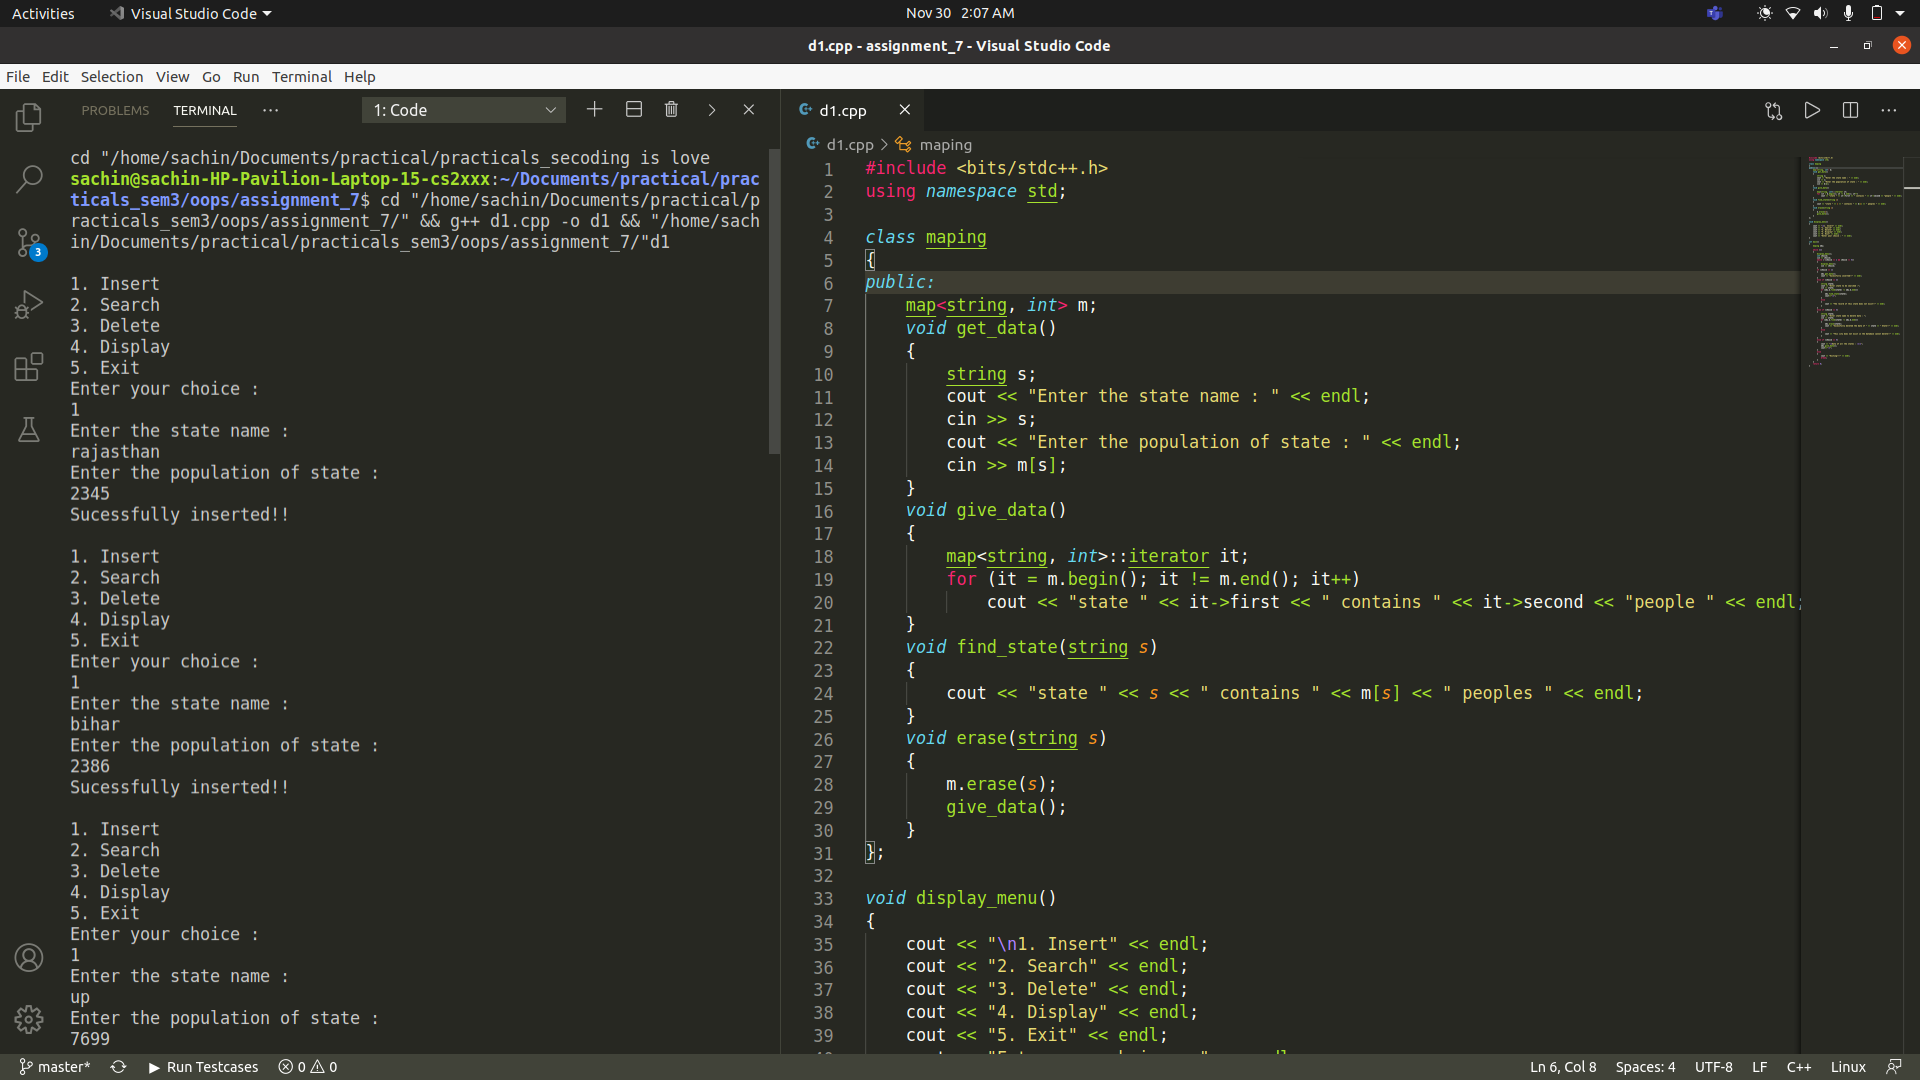 Activities
Visual Studio Code
Nov 30 2:07 AM
d1.cpp - assignment_7 - Visual Studio Code
File Edit Selection View Go Run Terminal Help
PROBLEMS TERMINAL ···
1: Code
cd "/home/sachin/Documents/practical/practicals_secoding is love
sachin@sachin-HP-Pavilion-Laptop-15-cs2xxx:~/Documents/practical/prac
ticals_sem3/oops/assignment_7$ cd "/home/sachin/Documents/practical/p
racticals_sem3/oops/assignment_7/" && g++ d1.cpp -o d1 && "/home/sach
in/Documents/practical/practicals_sem3/oops/assignment_7/"d1
1. Insert
2. Search
3. Delete
4. Display
5. Exit
Enter your choice :
1
Enter the state name :
rajasthan
Enter the population of state :
2345
Sucessfully inserted!!
1. Insert
2. Search
3. Delete
4. Display
5. Exit
Enter your choice :
1
Enter the state name :
bihar
Enter the population of state :
2386
Sucessfully inserted!!
1. Insert
2. Search
3. Delete
4. Display
5. Exit
Enter your choice :
1
Enter the state name :
up
Enter the population of state :
7699
3
d1.cpp
d1.cpp > maping
1 #include <bits/stdc++.h>
2 using namespace std;
3
4 class maping
5 {
6 public:
7 map<string, int> m;
8 void get_data()
9 {
10 string s;
11 cout << "Enter the state name : " << endl;
12 cin >> s;
13 cout << "Enter the population of state : " << endl;
14 cin >> m[s];
15 }
16 void give_data()
17 {
18 map<string, int>::iterator it;
19 for (it = m.begin(); it != m.end(); it++)
20 cout << "state " << it->first << " contains " << it->second << "people " << endl;
21 }
22 void find_state(string s)
23 {
24 cout << "state " << s << " contains " << m[s] << " peoples " << endl;
25 }
26 void erase(string s)
27 {
28 m.erase(s);
29 give_data();
30 }
31 };
32
33 void display_menu()
34 {
35 cout << "\n1. Insert" << endl;
36 cout << "2. Search" << endl;
37 cout << "3. Delete" << endl;
38 cout << "4. Display" << endl;
39 cout << "5. Exit" << endl;
master* Run Testcases 0 0
Ln 6, Col 8 Spaces: 4 UTF-8 LF C++ Linux